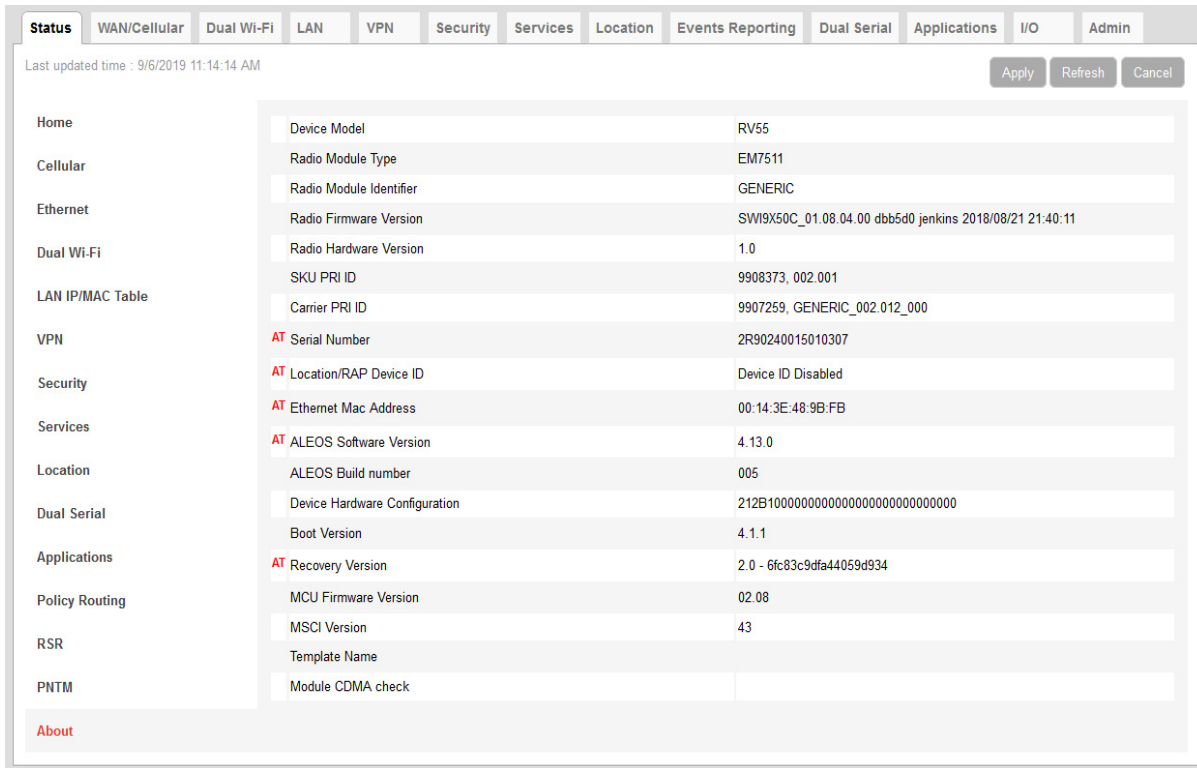 Status WAN/Cellular Dual Wi-Fi LAN VPN Security Services Location Events Reporting Dual Serial Applications I/O Admin
Last updated time : 9/6/2019 11:14:14 AM
Apply Refresh Cancel
Home
Cellular
Ethernet
Dual Wi-Fi
LAN IP/MAC Table
VPN
Security
Services
Location
Dual Serial
Applications
Policy Routing
RSR
PNTM
About
Device Model RV55
Radio Module Type EM7511
Radio Module Identifier GENERIC
Radio Firmware Version SWI9X50C_01.08.04.00 dbb5d0 jenkins 2018/08/21 21:40:11
Radio Hardware Version 1.0
SKU PRI ID 9908373, 002.001
Carrier PRI ID 9907259, GENERIC_002.012_000
AT Serial Number 2R90240015010307
AT Location/RAP Device ID Device ID Disabled
AT Ethernet Mac Address 00:14:3E:48:9B:FB
AT ALEOS Software Version 4.13.0
ALEOS Build number 005
Device Hardware Configuration 212B1000000000000000000000000000
Boot Version 4.1.1
AT Recovery Version 2.0 - 6fc83c9dfa44059d934
MCU Firmware Version 02.08
MSCI Version 43
Template Name
Module CDMA check